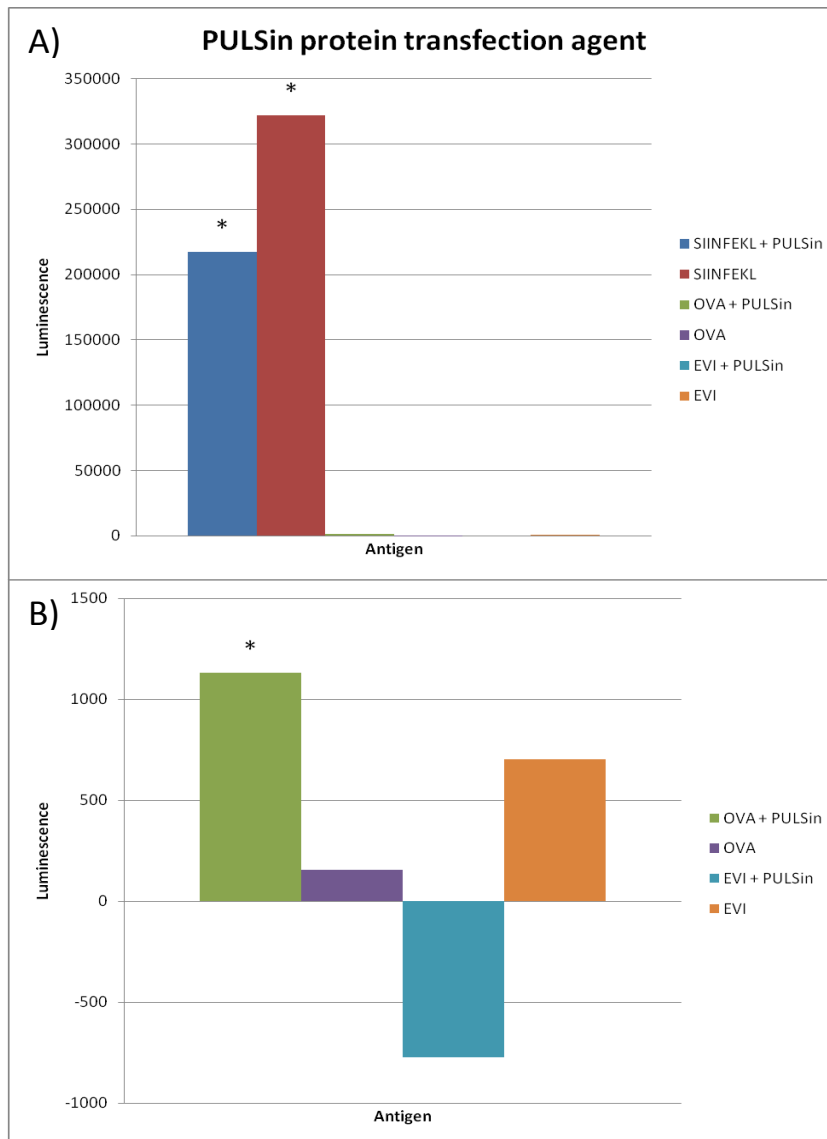 A)
PULSin protein transfection agent
350000
300000
250000
200000
150000
100000
50000
0
*
*
Luminescence
Antigen
SIINFEKL + PULSin
SIINFEKL
OVA + PULSin
OVA
EVI + PULSin
EVI
B)
1500
1000
500
0
-500
-1000
*
Luminescence
Antigen
OVA + PULSin
OVA
EVI + PULSin
EVI